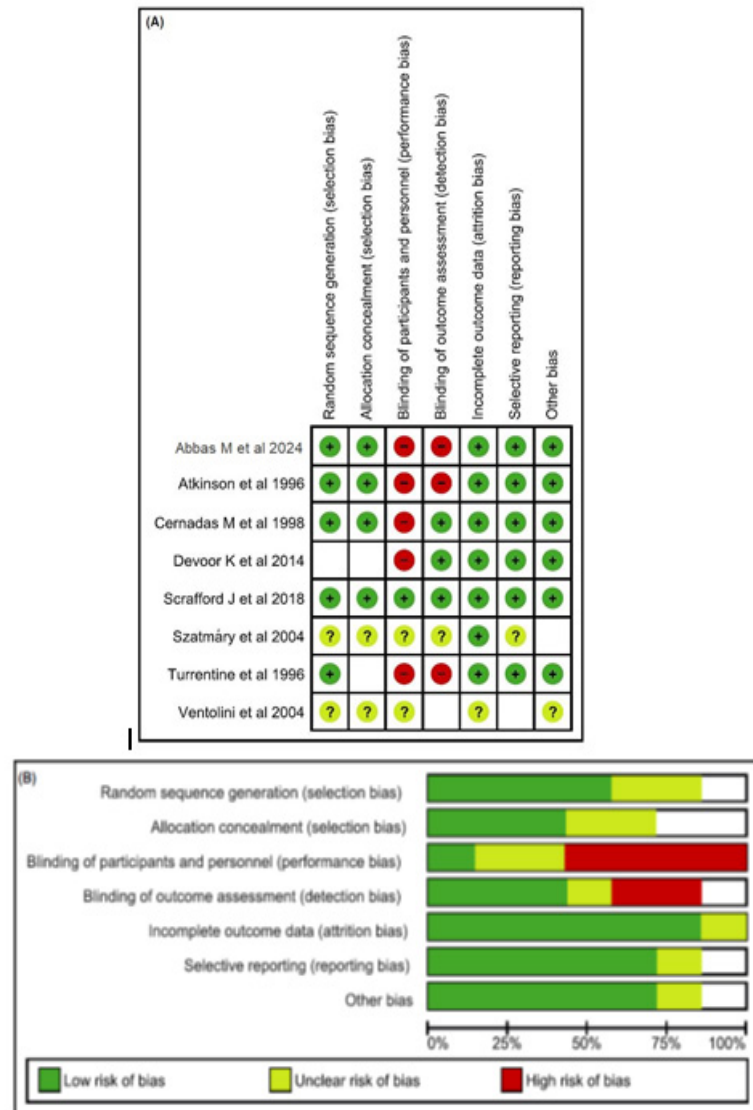 (A)
Random sequence generation (selection bias)
Allocation concealment (selection bias)
Blinding of participants and personnel (performance bias)
Blinding of outcome assessment (detection bias)
Incomplete outcome data (attrition bias)
Selective reporting (reporting bias)
Other bias
Abbas M et al 2024 + + - - + + +
Atkinson et al 1996 + + - - + + +
Cernadas M et al 1998 + + - + + + +
Devoor K et al 2014 - + + + +
Scrafford J et al 2018 + + + + + + +
Szatmáry et al 2004 ? ? ? ? + ?
Turrentine et al 1996 + - - + + +
Ventolini et al 2004 ? ? ? ? ?
(B)
Random sequence generation (selection bias)
Allocation concealment (selection bias)
Blinding of participants and personnel (performance bias)
Blinding of outcome assessment (detection bias)
Incomplete outcome data (attrition bias)
Selective reporting (reporting bias)
Other bias
0% 25% 50% 75% 100%
Low risk of bias Unclear risk of bias High risk of bias